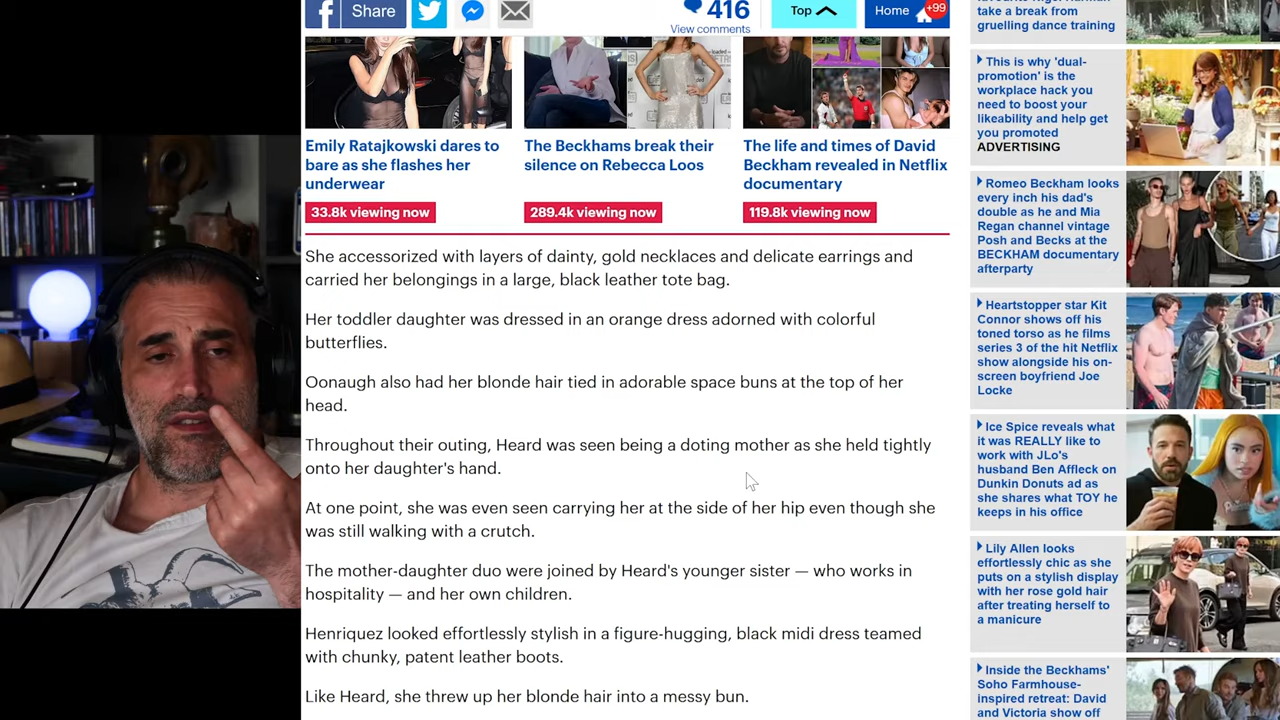 Share
416
View comments
Top
Home
+99
Emily Ratajkowski dares to
bare as she flashes her
underwear
33.8k viewing now
The Beckhams break their
silence on Rebecca Loos
289.4k viewing now
The life and times of David
Beckham revealed in Netflix
documentary
119.8k viewing now
She accessorized with layers of dainty, gold necklaces and delicate earrings and
carried her belongings in a large, black leather tote bag.
Her toddler daughter was dressed in an orange dress adorned with colorful
butterflies.
Oonaugh also had her blonde hair tied in adorable space buns at the top of her
head.
Throughout their outing, Heard was seen being a doting mother as she held tightly
onto her daughter's hand.
At one point, she was even seen carrying her at the side of her hip even though she
was still walking with a crutch.
The mother-daughter duo were joined by Heard's younger sister — who works in
hospitality — and her own children.
Henriquez looked effortlessly stylish in a figure-hugging, black midi dress teamed
with chunky, patent leather boots.
Like Heard, she threw up her blonde hair into a messy bun.
take a break from
gruelling dance training
This is why 'dual-
promotion' is the
workplace hack you
need to boost your
likeability and help get
you promoted
ADVERTISING
Romeo Beckham looks
every inch his dad's
double as he and Mia
Regan channel vintage
Posh and Becks at the
BECKHAM documentary
afterparty
Heartstopper star Kit
Connor shows off his
toned torso as he films
series 3 of the hit Netflix
show alongside his on-
screen boyfriend Joe
Locke
Ice Spice reveals what
it was REALLY like to
work with JLo's
husband Ben Affleck on
Dunkin Donuts ad as
she shares what TOY he
keeps in his office
Lily Allen looks
effortlessly chic as she
puts on a stylish display
with her rose gold hair
after treating herself to
a manicure
Inside the Beckhams'
Soho Farmhouse-
inspired retreat: David
and Victoria show off